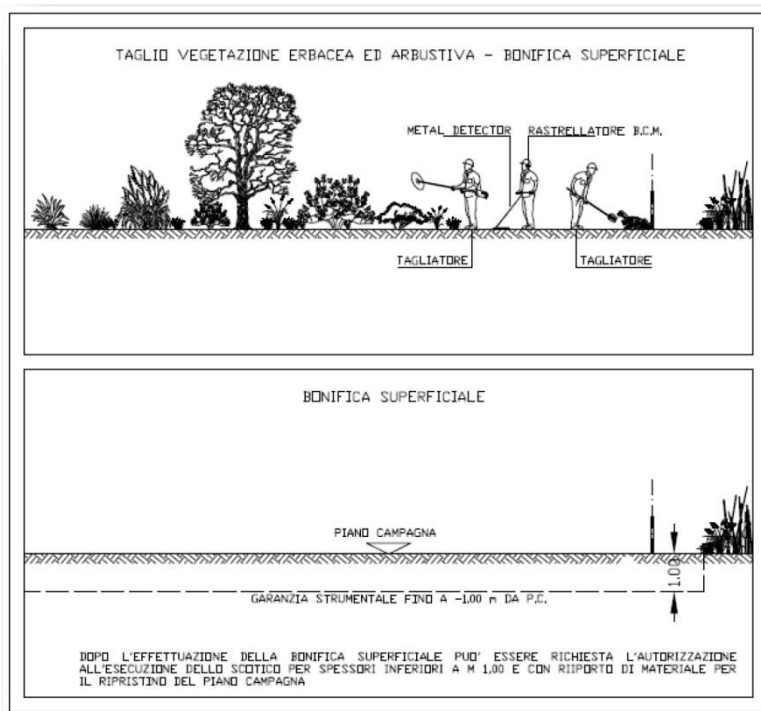 TAGLIO VEGETAZIONE ERBACEA ED ARBUSTIVA - BONIFICA SUPERFICIALE
METAL DETECTOR RASTRELLATORE B.C.M.
TAGLIATORE TAGLIATORE
BONIFICA SUPERFICIALE
PIANO CAMPAGNA
1.00
GARANZIA STRUMENTALE FINO A -1.00 m DA P.C.
DOPO L'EFFETTUAZIONE DELLA BONIFICA SUPERFICIALE PUO' ESSERE RICHIESTA L'AUTORIZZAZIONE
ALL'ESECUZIONE DELLO SCOTICO PER SPESSORI INFERIORI A M 1,00 E CON RIIPORTO DI MATERIALE PER
IL RIPRISTINO DEL PIANO CAMPAGNA